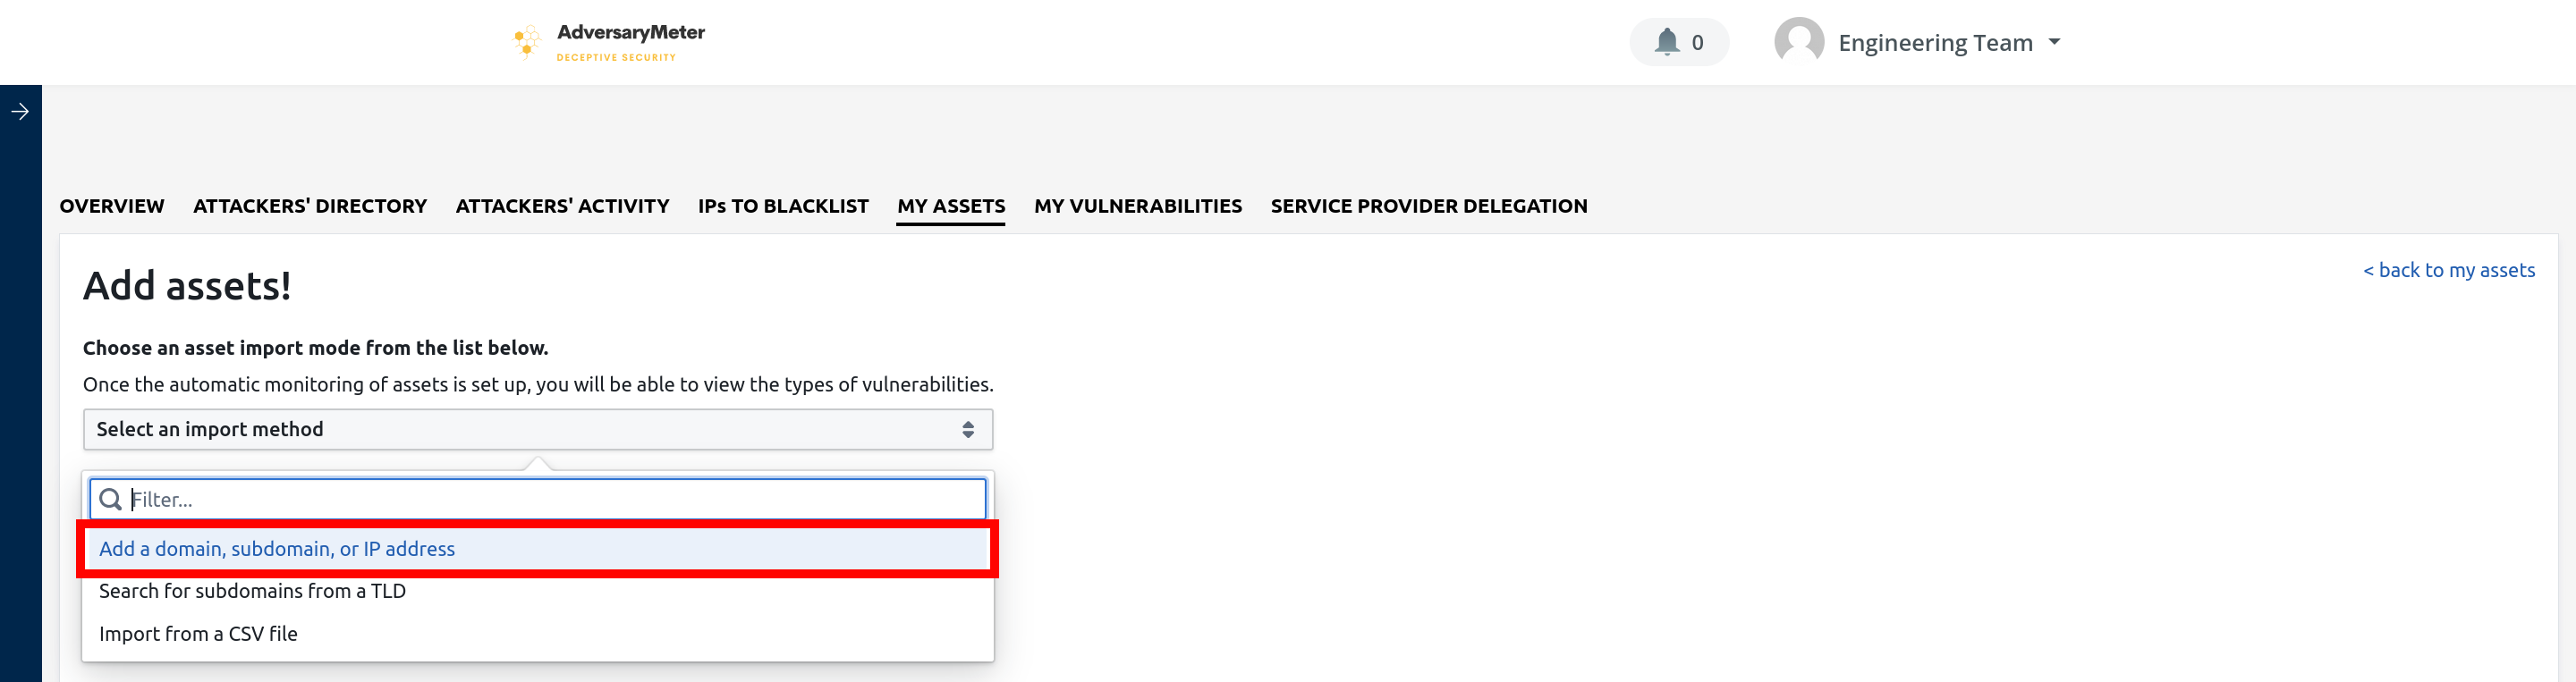 AdversaryMeter
DECEPTIVE SECURITY
0
Engineering Team
OVERVIEW ATTACKERS' DIRECTORY ATTACKERS' ACTIVITY IPs TO BLACKLIST MY ASSETS MY VULNERABILITIES SERVICE PROVIDER DELEGATION
Add assets!
< back to my assets
Choose an asset import mode from the list below.
Once the automatic monitoring of assets is set up, you will be able to view the types of vulnerabilities.
Select an import method
Filter...
Add a domain, subdomain, or IP address
Search for subdomains from a TLD
Import from a CSV file